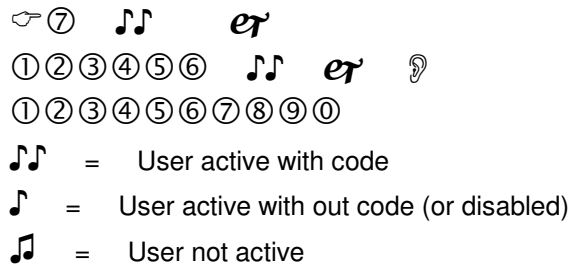 ☞⑦ ♪♪ er
①②③④⑤⑥ ♪♪ er 👂
①②③④⑤⑥⑦⑧⑨⓪
♪♪ = User active with code
♪ = User active with out code (or disabled)
♫ = User not active